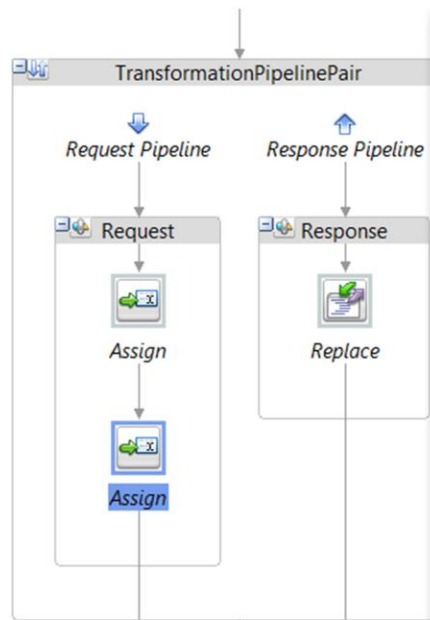 TransformationPipelinePair
Request Pipeline
Response Pipeline
Request
Response
Assign
Replace
Assign